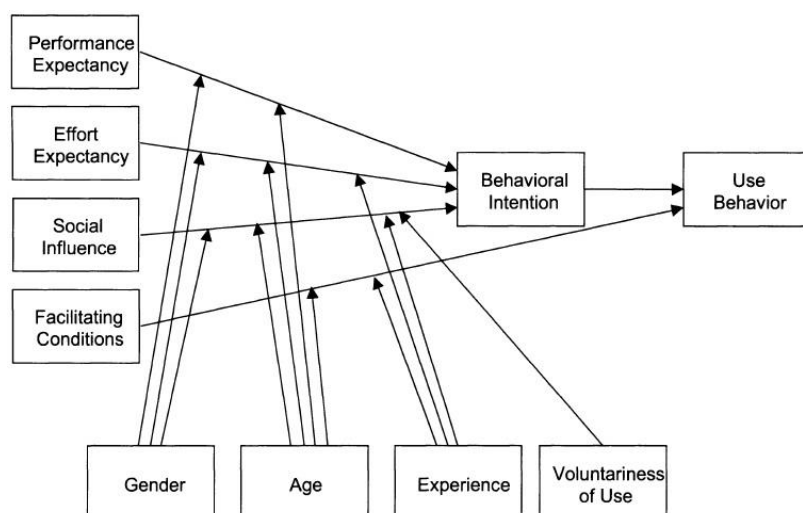 Performance
Expectancy
Effort
Expectancy
Social
Influence
Facilitating
Conditions
Behavioral
Intention
Use
Behavior
Gender
Age
Experience
Voluntariness
of Use